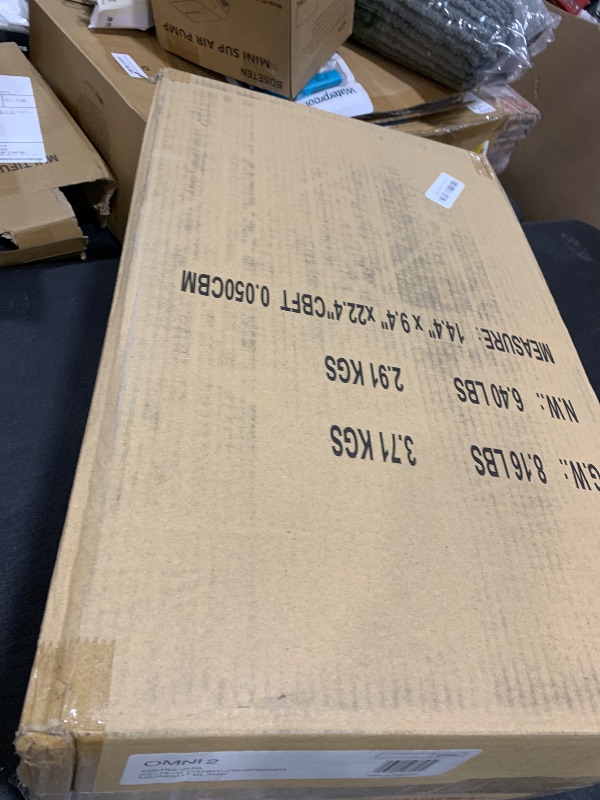 MINI SUP AIR PUMP
BOSETEN
Waterproof
MULTIFU
MEASURE: 14.4" x 9.4" x22.4"CBFT 0.050CBM
N.W.: 6.40 LBS 2.91 KGS
G.W.: 8.16 LBS 3.71 KGS
OMNI 2